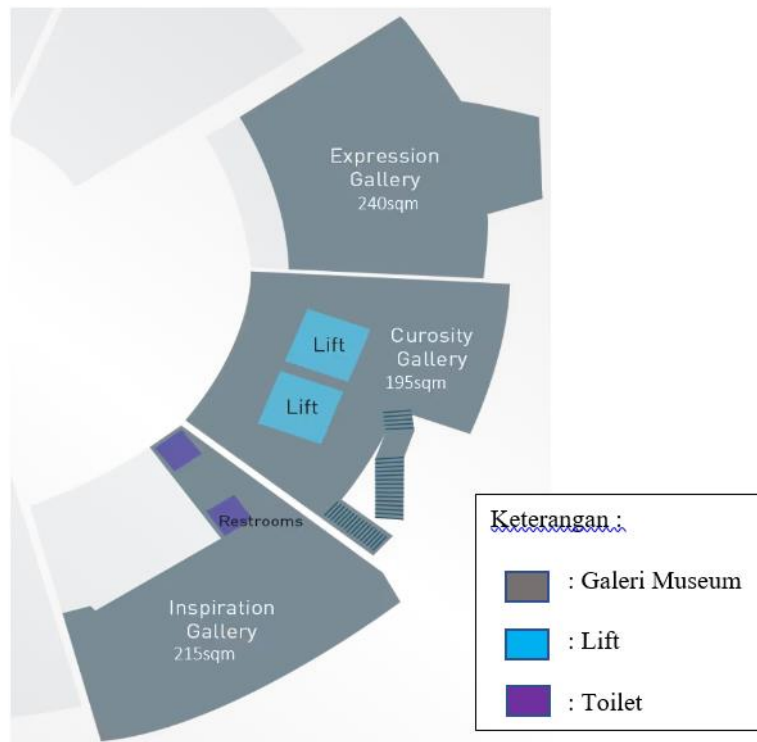 Expression
Gallery
240sqm
Lift
Curosity
Gallery
195sqm
Lift
Restrooms
Inspiration
Gallery
215sqm
Keterangan :
: Galeri Museum
: Lift
: Toilet